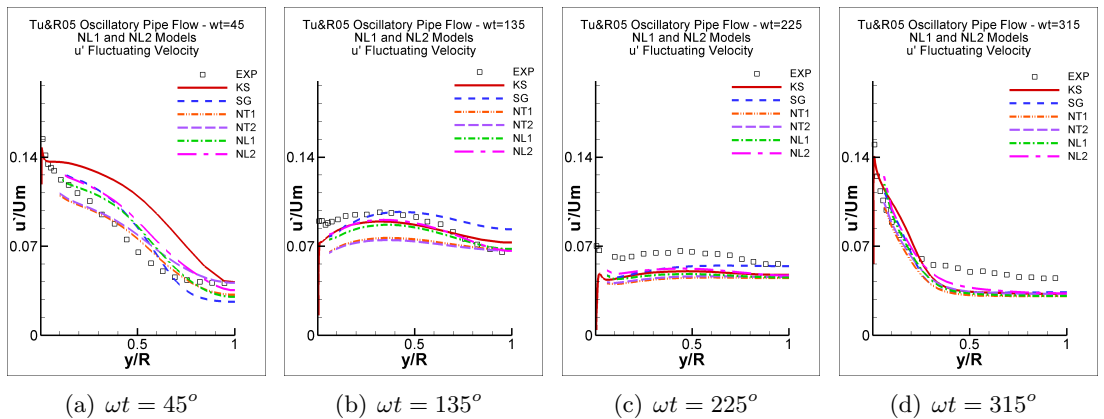 Tu&R05 Oscillatory Pipe Flow - wt=45
NL1 and NL2 Models
u' Fluctuating Velocity
EXP
KS
SG
NT1
NT2
NL1
NL2
0.14
0.07
0
u'/Um
0.5
1
y/R
(a) ωt = 45°
Tu&R05 Oscillatory Pipe Flow - wt=135
NL1 and NL2 Models
u' Fluctuating Velocity
EXP
KS
SG
NT1
NT2
NL1
NL2
0.14
0.07
0
u'/Um
0.5
1
y/R
(b) ωt = 135°
Tu&R05 Oscillatory Pipe Flow - wt=225
NL1 and NL2 Models
u' Fluctuating Velocity
EXP
KS
SG
NT1
NT2
NL1
NL2
0.14
0.07
0
u'/Um
0.5
1
y/R
(c) ωt = 225°
Tu&R05 Oscillatory Pipe Flow - wt=315
NL1 and NL2 Models
u' Fluctuating Velocity
EXP
KS
SG
NT1
NT2
NL1
NL2
0.14
0.07
0
u'/Um
0.5
1
y/R
(d) ωt = 315°